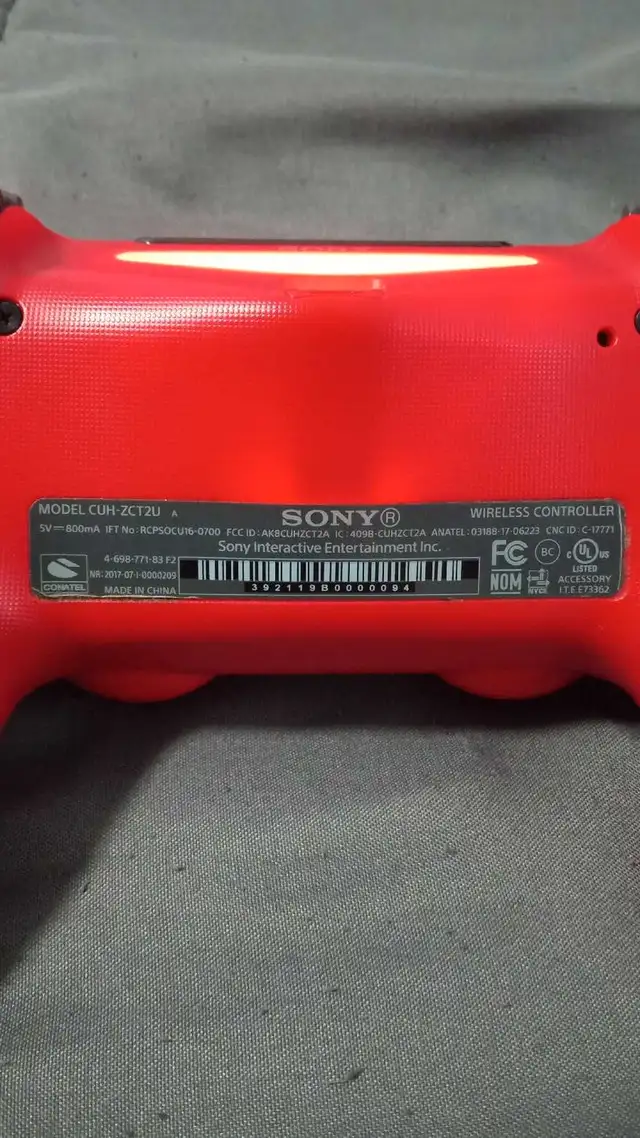 MODEL CUH-ZCT2U A SONY® WIRELESS CONTROLLER
5V⎓800mA IFT No: RCPSOCU16-0700 FCC ID: AK8CUHZCT2A IC: 409B-CUHZCT2A ANATEL: 03188-17-06223 CNC ID: C-17771
Sony Interactive Entertainment Inc.
4-698-771-83 F2
NR: 2017-07-I-0000209
CONATEL MADE IN CHINA
392119B0000094
FC BC c UL US
LISTED
NOM NYCE ACCESSORY
I.T.E. E73362